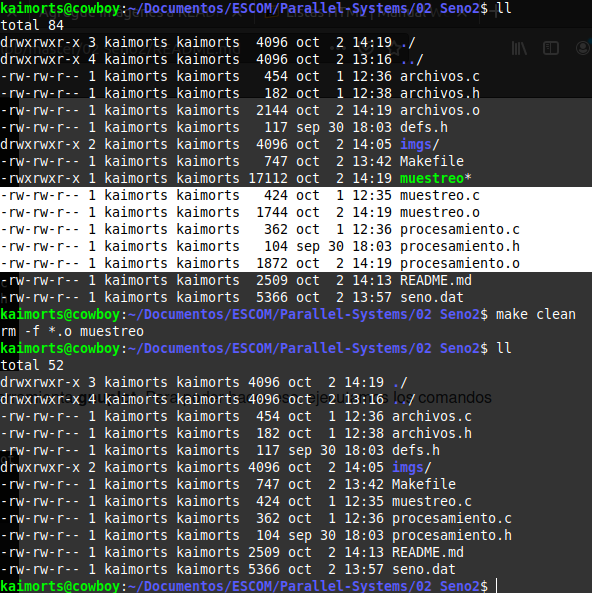 kaimorts@cowboy:~/Documentos/ESCOM/Parallel-Systems/02 Seno2$ ll
total 84
drwxrwxr-x 3 kaimorts kaimorts  4096 oct  2 14:19 ./
drwxrwxr-x 4 kaimorts kaimorts  4096 oct  2 13:16 ../
-rw-rw-r-- 1 kaimorts kaimorts   454 oct  1 12:36 archivos.c
-rw-rw-r-- 1 kaimorts kaimorts   182 oct  1 12:38 archivos.h
-rw-rw-r-- 1 kaimorts kaimorts  2144 oct  2 14:19 archivos.o
-rw-rw-r-- 1 kaimorts kaimorts   117 sep 30 18:03 defs.h
drwxrwxr-x 2 kaimorts kaimorts  4096 oct  2 14:05 imgs/
-rw-rw-r-- 1 kaimorts kaimorts   747 oct  2 13:42 Makefile
-rwxrwxr-x 1 kaimorts kaimorts 17112 oct  2 14:19 muestreo*
-rw-rw-r-- 1 kaimorts kaimorts   424 oct  1 12:35 muestreo.c
-rw-rw-r-- 1 kaimorts kaimorts  1744 oct  2 14:19 muestreo.o
-rw-rw-r-- 1 kaimorts kaimorts   362 oct  1 12:36 procesamiento.c
-rw-rw-r-- 1 kaimorts kaimorts   104 sep 30 18:03 procesamiento.h
-rw-rw-r-- 1 kaimorts kaimorts  1872 oct  2 14:19 procesamiento.o
-rw-rw-r-- 1 kaimorts kaimorts  2509 oct  2 14:13 README.md
-rw-rw-r-- 1 kaimorts kaimorts  5366 oct  2 13:57 seno.dat
kaimorts@cowboy:~/Documentos/ESCOM/Parallel-Systems/02 Seno2$ make clean
rm -f *.o muestreo
kaimorts@cowboy:~/Documentos/ESCOM/Parallel-Systems/02 Seno2$ ll
total 52
drwxrwxr-x 3 kaimorts kaimorts 4096 oct  2 14:19 ./
drwxrwxr-x 4 kaimorts kaimorts 4096 oct  2 13:16 ../
-rw-rw-r-- 1 kaimorts kaimorts  454 oct  1 12:36 archivos.c
-rw-rw-r-- 1 kaimorts kaimorts  182 oct  1 12:38 archivos.h
-rw-rw-r-- 1 kaimorts kaimorts  117 sep 30 18:03 defs.h
drwxrwxr-x 2 kaimorts kaimorts 4096 oct  2 14:05 imgs/
-rw-rw-r-- 1 kaimorts kaimorts  747 oct  2 13:42 Makefile
-rw-rw-r-- 1 kaimorts kaimorts  424 oct  1 12:35 muestreo.c
-rw-rw-r-- 1 kaimorts kaimorts  362 oct  1 12:36 procesamiento.c
-rw-rw-r-- 1 kaimorts kaimorts  104 sep 30 18:03 procesamiento.h
-rw-rw-r-- 1 kaimorts kaimorts 2509 oct  2 14:13 README.md
-rw-rw-r-- 1 kaimorts kaimorts 5366 oct  2 13:57 seno.dat
kaimorts@cowboy:~/Documentos/ESCOM/Parallel-Systems/02 Seno2$